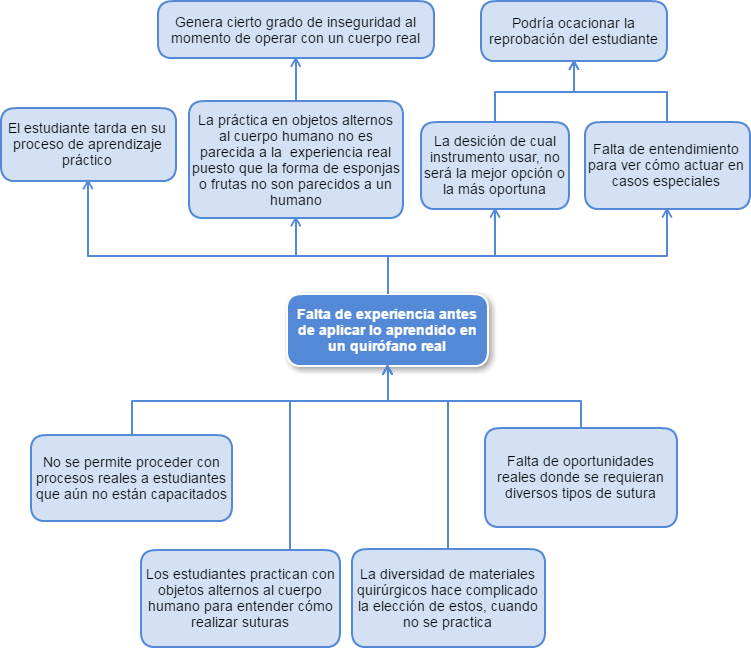 Genera cierto grado de inseguridad al
momento de operar con un cuerpo real
Podría ocacionar la
reprobación del estudiante
El estudiante tarda en su
proceso de aprendizaje
práctico
La práctica en objetos alternos
al cuerpo humano no es
parecida a la experiencia real
puesto que la forma de esponjas
o frutas no son parecidos a un
humano
La desición de cual
instrumento usar, no
será la mejor opción o
la más oportuna
Falta de entendimiento
para ver cómo actuar en
casos especiales
Falta de experiencia antes
de aplicar lo aprendido en
un quirófano real
No se permite proceder con
procesos reales a estudiantes
que aún no están capacitados
Falta de oportunidades
reales donde se requieran
diversos tipos de sutura
Los estudiantes practican con
objetos alternos al cuerpo
humano para entender cómo
realizar suturas
La diversidad de materiales
quirúrgicos hace complicado
la elección de estos, cuando
no se practica